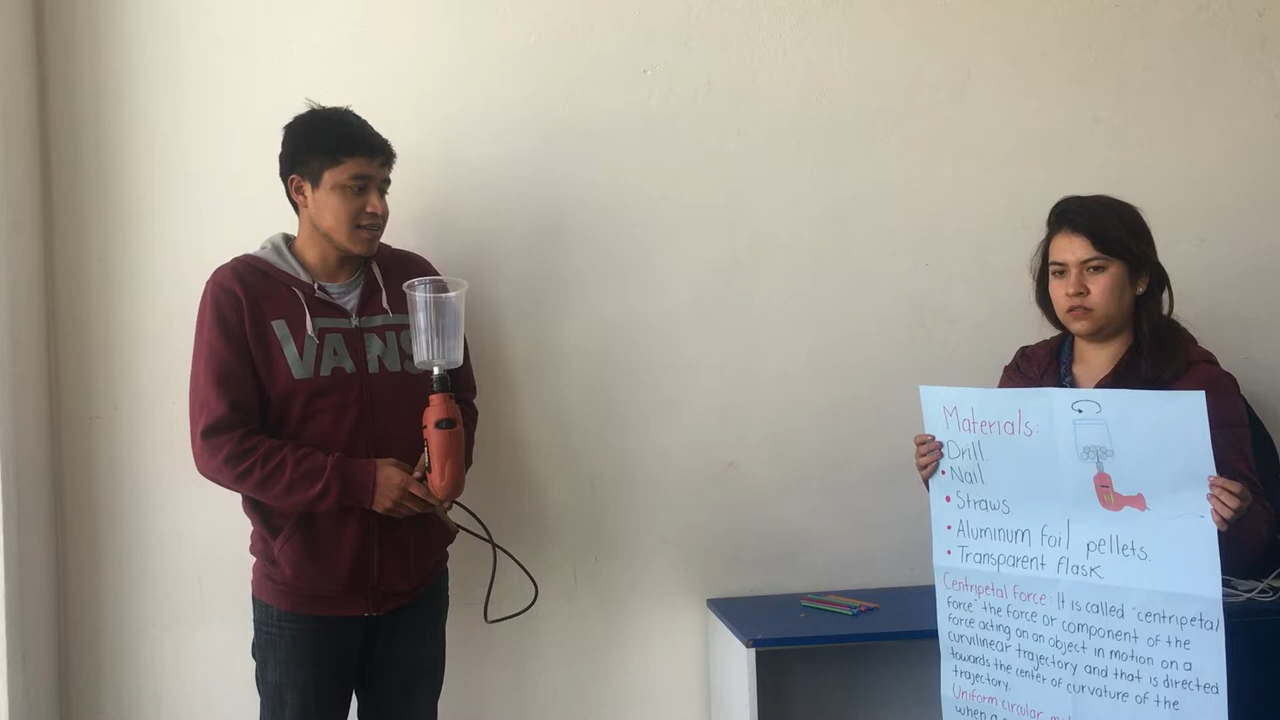 VANS
Materials:
Drill.
• Nail
• Straws
• Aluminum foil pellets.
• Transparent flask
Centripetal force: It is called "centripetal
force" the force or component of the
force acting on an object in motion on a
curvilinear trajectory and that is directed
towards the center of curvature of the
trajectory.
Uniform circular
when a